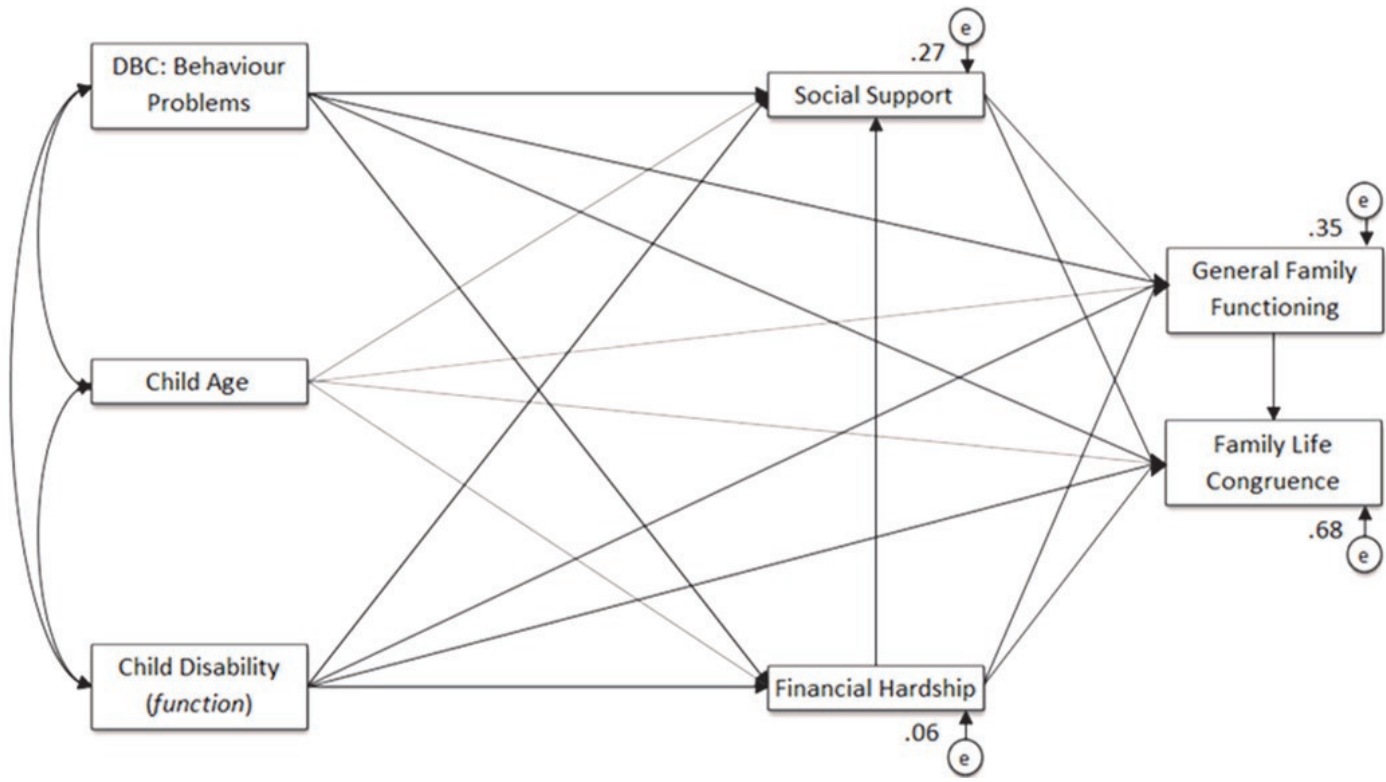 DBC: Behaviour
Problems
Child Age
Child Disability
(function)
e
.27
Social Support
Financial Hardship
.06
e
e
.35
General Family
Functioning
Family Life
Congruence
.68
e